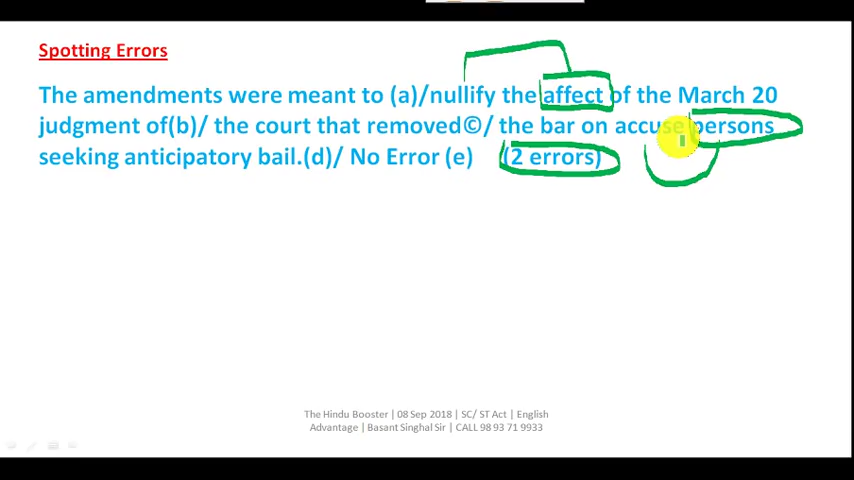 Spotting Errors
The amendments were meant to (a)/nullify the affect of the March 20
judgment of(b)/ the court that removed©/ the bar on accuse persons
seeking anticipatory bail.(d)/ No Error (e) (2 errors)
The Hindu Booster | 08 Sep 2018 | SC/ ST Act | English
Advantage | Basant Singhal Sir | CALL 98 93 71 9933